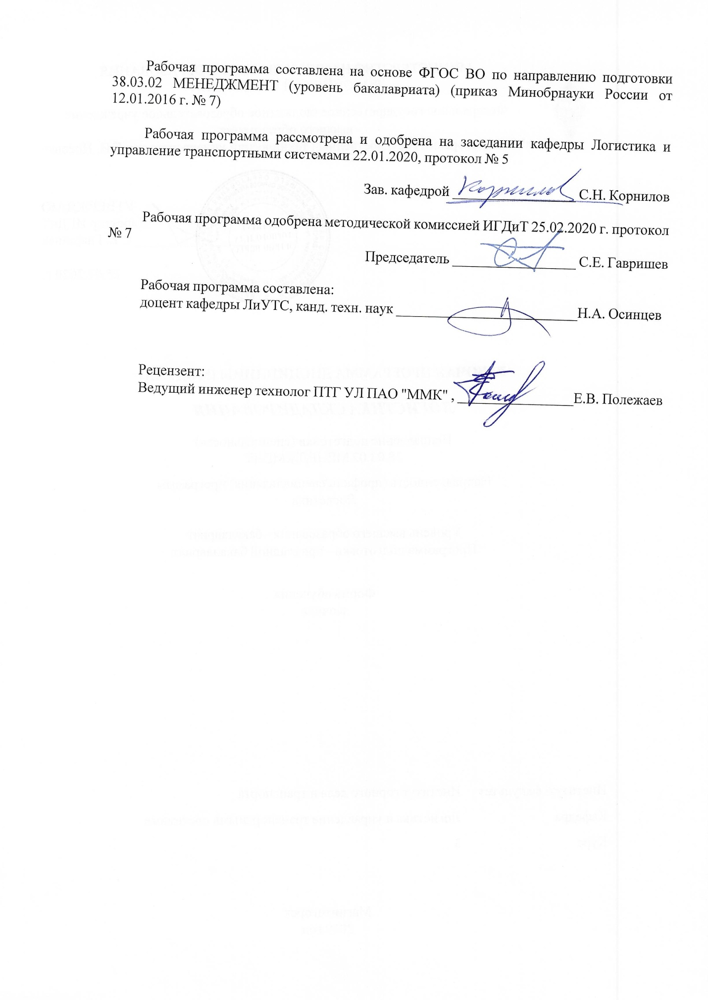 Рабочая программа составлена на основе ФГОС ВО по направлению подготовки
38.03.02 МЕНЕДЖМЕНТ (уровень бакалавриата) (приказ Минобрнауки России от
12.01.2016 г. № 7)
Рабочая программа рассмотрена и одобрена на заседании кафедры Логистика и
управление транспортными системами 22.01.2020, протокол № 5
Зав. кафедрой Корнилов С.Н. Корнилов
Рабочая программа одобрена методической комиссией ИГДиТ 25.02.2020 г. протокол
№ 7
Председатель С.Е. Гавришев
Рабочая программа составлена:
доцент кафедры ЛиУТС, канд. техн. наук Н.А. Осинцев
Рецензент:
Ведущий инженер технолог ПТГ УЛ ПАО "ММК" , Е.В. Полежаев